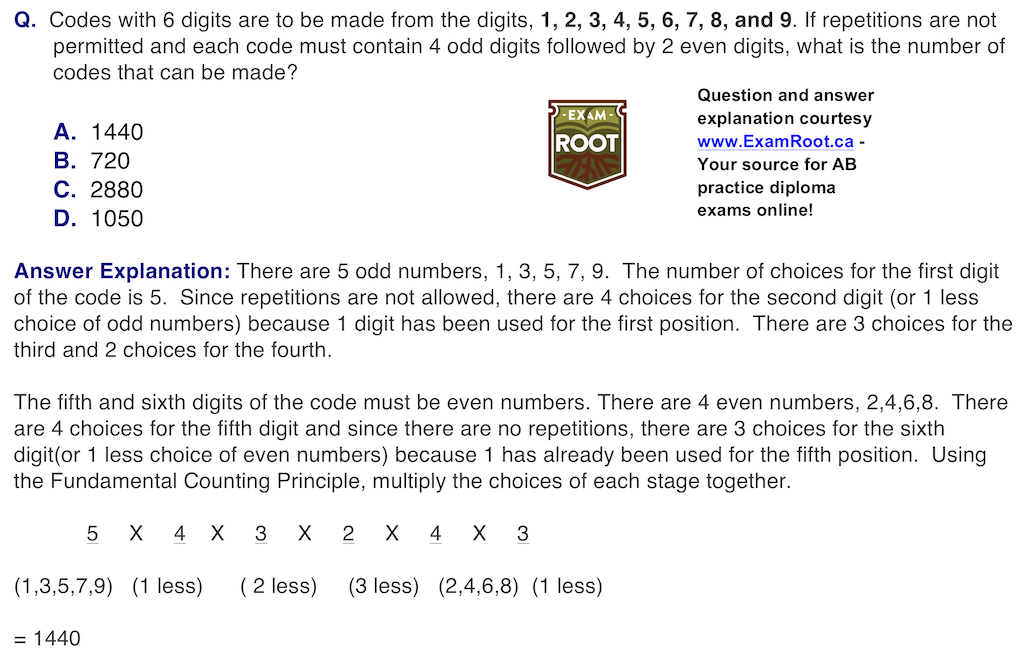 Q. Codes with 6 digits are to be made from the digits, 1, 2, 3, 4, 5, 6, 7, 8, and 9. If repetitions are not
permitted and each code must contain 4 odd digits followed by 2 even digits, what is the number of
codes that can be made?
A. 1440
B. 720
C. 2880
D. 1050
-EXAM-
ROOT
Question and answer
explanation courtesy
www.ExamRoot.ca -
Your source for AB
practice diploma
exams online!
Answer Explanation: There are 5 odd numbers, 1, 3, 5, 7, 9. The number of choices for the first digit
of the code is 5. Since repetitions are not allowed, there are 4 choices for the second digit (or 1 less
choice of odd numbers) because 1 digit has been used for the first position. There are 3 choices for the
third and 2 choices for the fourth.
The fifth and sixth digits of the code must be even numbers. There are 4 even numbers, 2,4,6,8. There
are 4 choices for the fifth digit and since there are no repetitions, there are 3 choices for the sixth
digit(or 1 less choice of even numbers) because 1 has already been used for the fifth position. Using
the Fundamental Counting Principle, multiply the choices of each stage together.
5 X 4 X 3 X 2 X 4 X 3
(1,3,5,7,9) (1 less) ( 2 less) (3 less) (2,4,6,8) (1 less)
= 1440